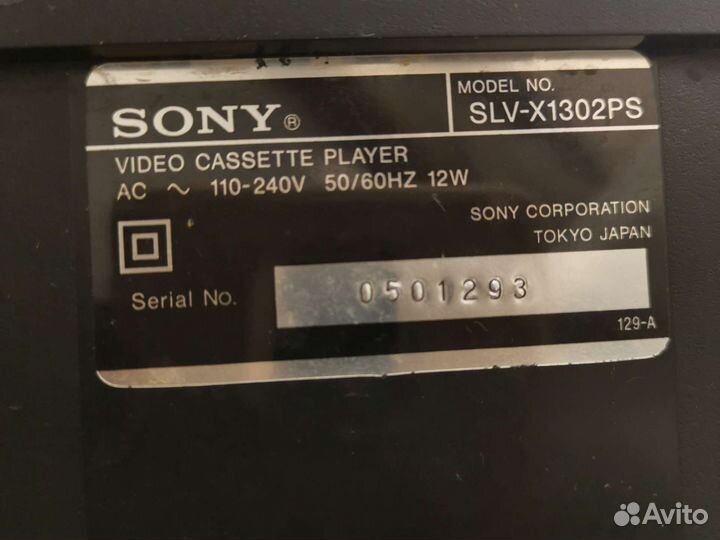 SONY®
MODEL NO.
SLV-X1302PS
VIDEO CASSETTE PLAYER
AC ~ 110-240V 50/60HZ 12W
SONY CORPORATION
TOKYO JAPAN
Serial No. 0501293
129-A
Avito